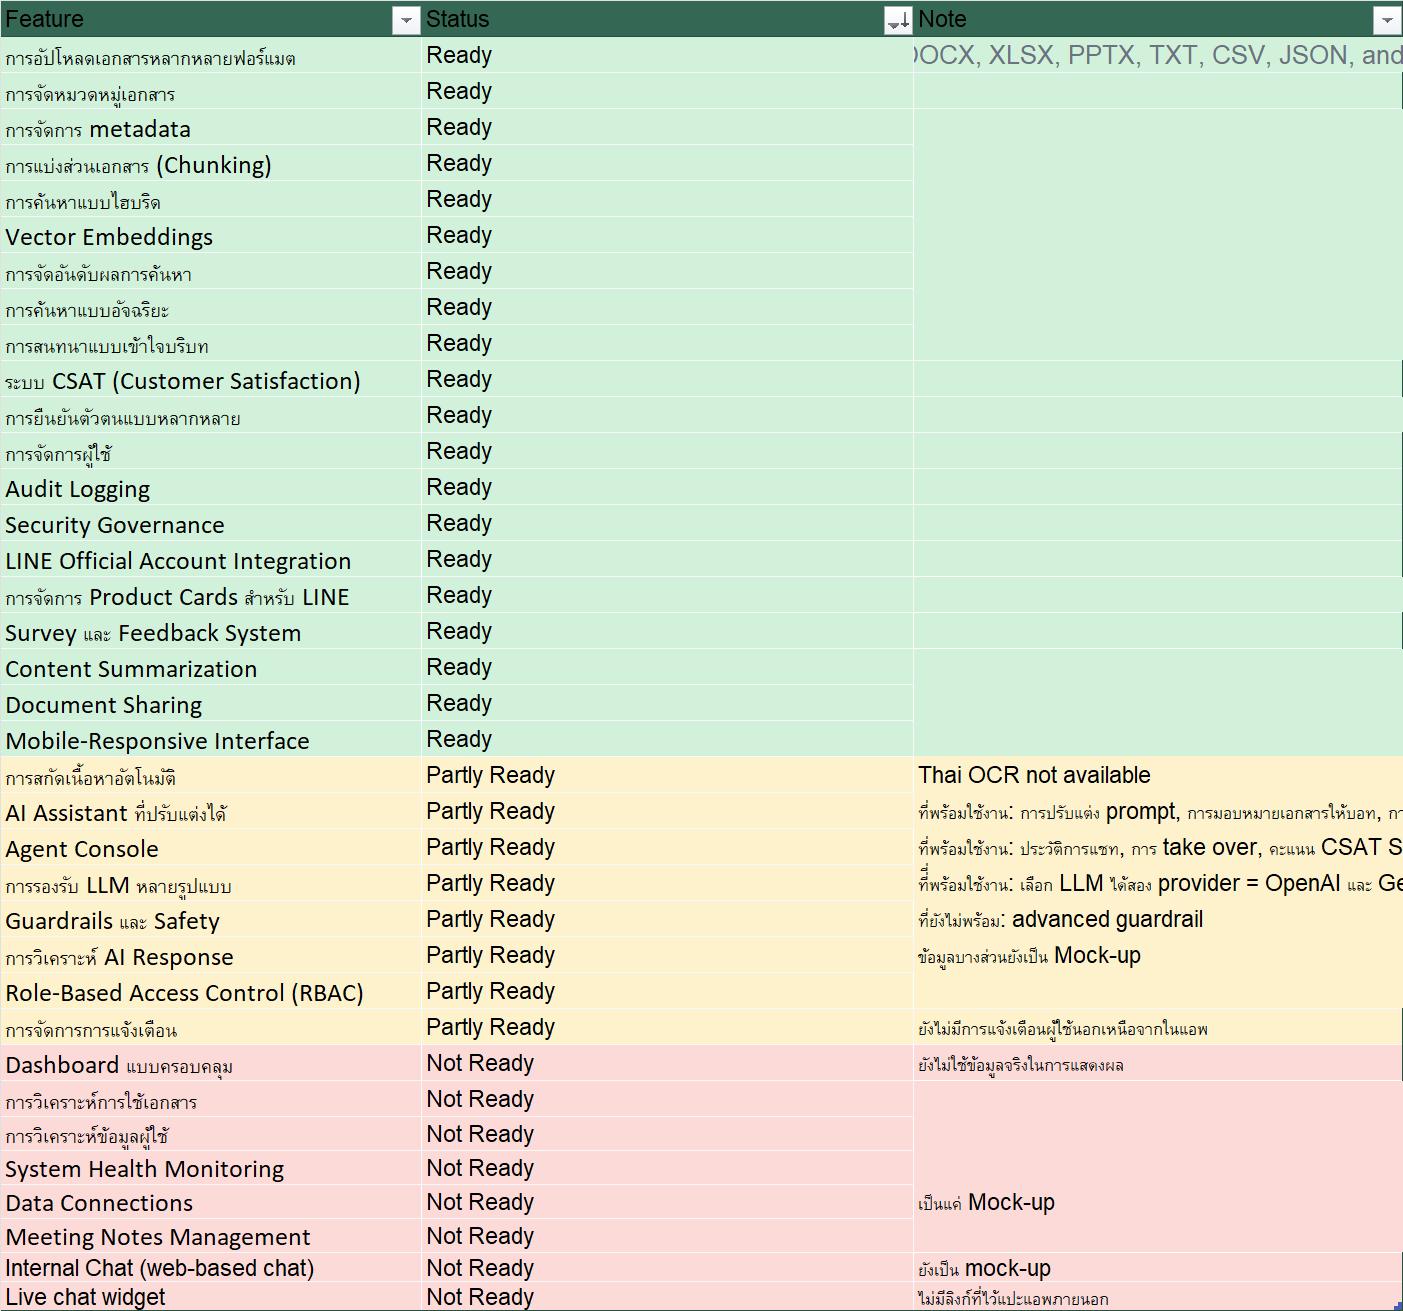 Feature Status Note
การอัปโหลดเอกสารหลากหลายฟอร์แมต Ready OCX, XLSX, PPTX, TXT, CSV, JSON, and
การจัดหมวดหมู่เอกสาร Ready
การจัดการ metadata Ready
การแบ่งส่วนเอกสาร (Chunking) Ready
การค้นหาแบบไฮบริด Ready
Vector Embeddings Ready
การจัดอันดับผลการค้นหา Ready
การค้นหาแบบอัจฉริยะ Ready
การสนทนาแบบเข้าใจบริบท Ready
ระบบ CSAT (Customer Satisfaction) Ready
การยืนยันตัวตนแบบหลากหลาย Ready
การจัดการผู้ใช้ Ready
Audit Logging Ready
Security Governance Ready
LINE Official Account Integration Ready
การจัดการ Product Cards สำหรับ LINE Ready
Survey และ Feedback System Ready
Content Summarization Ready
Document Sharing Ready
Mobile-Responsive Interface Ready
การสกัดเนื้อหาอัตโนมัติ Partly Ready Thai OCR not available
AI Assistant ที่ปรับแต่งได้ Partly Ready ที่พร้อมใช้งาน: การปรับแต่ง prompt, การมอบหมายเอกสารให้บอท,
Agent Console Partly Ready ที่พร้อมใช้งาน: ประวัติการแชท, การ take over, คะแนน CSAT S
การรองรับ LLM หลายรูปแบบ Partly Ready ที่พร้อมใช้งาน: เลือก LLM ได้สอง provider = OpenAI และ Ge
Guardrails และ Safety Partly Ready ที่ยังไม่พร้อม: advanced guardrail
การวิเคราะห์ AI Response Partly Ready ข้อมูลบางส่วนยังเป็น Mock-up
Role-Based Access Control (RBAC) Partly Ready
การจัดการการแจ้งเตือน Partly Ready ยังไม่มีการแจ้งเตือนผู้ใช้นอกเหนือจากในแอพ
Dashboard แบบครอบคลุม Not Ready ยังไม่ใช้ข้อมูลจริงในการแสดงผล
การวิเคราะห์การใช้เอกสาร Not Ready
การวิเคราะห์ข้อมูลผู้ใช้ Not Ready
System Health Monitoring Not Ready
Data Connections Not Ready เป็นแค่ Mock-up
Meeting Notes Management Not Ready
Internal Chat (web-based chat) Not Ready ยังเป็น mock-up
Live chat widget Not Ready ไม่มีลิงก์ที่ไว้แปะแอพภายนอก